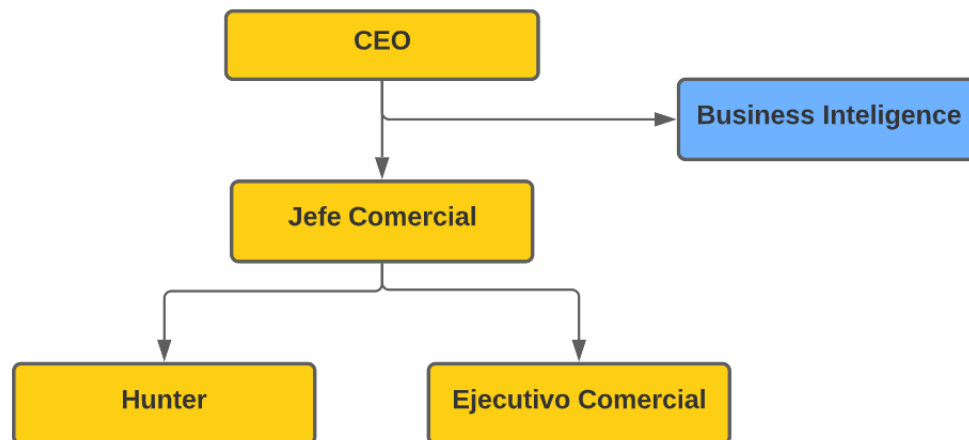 CEO
Business Inteligence
Jefe Comercial
Hunter
Ejecutivo Comercial